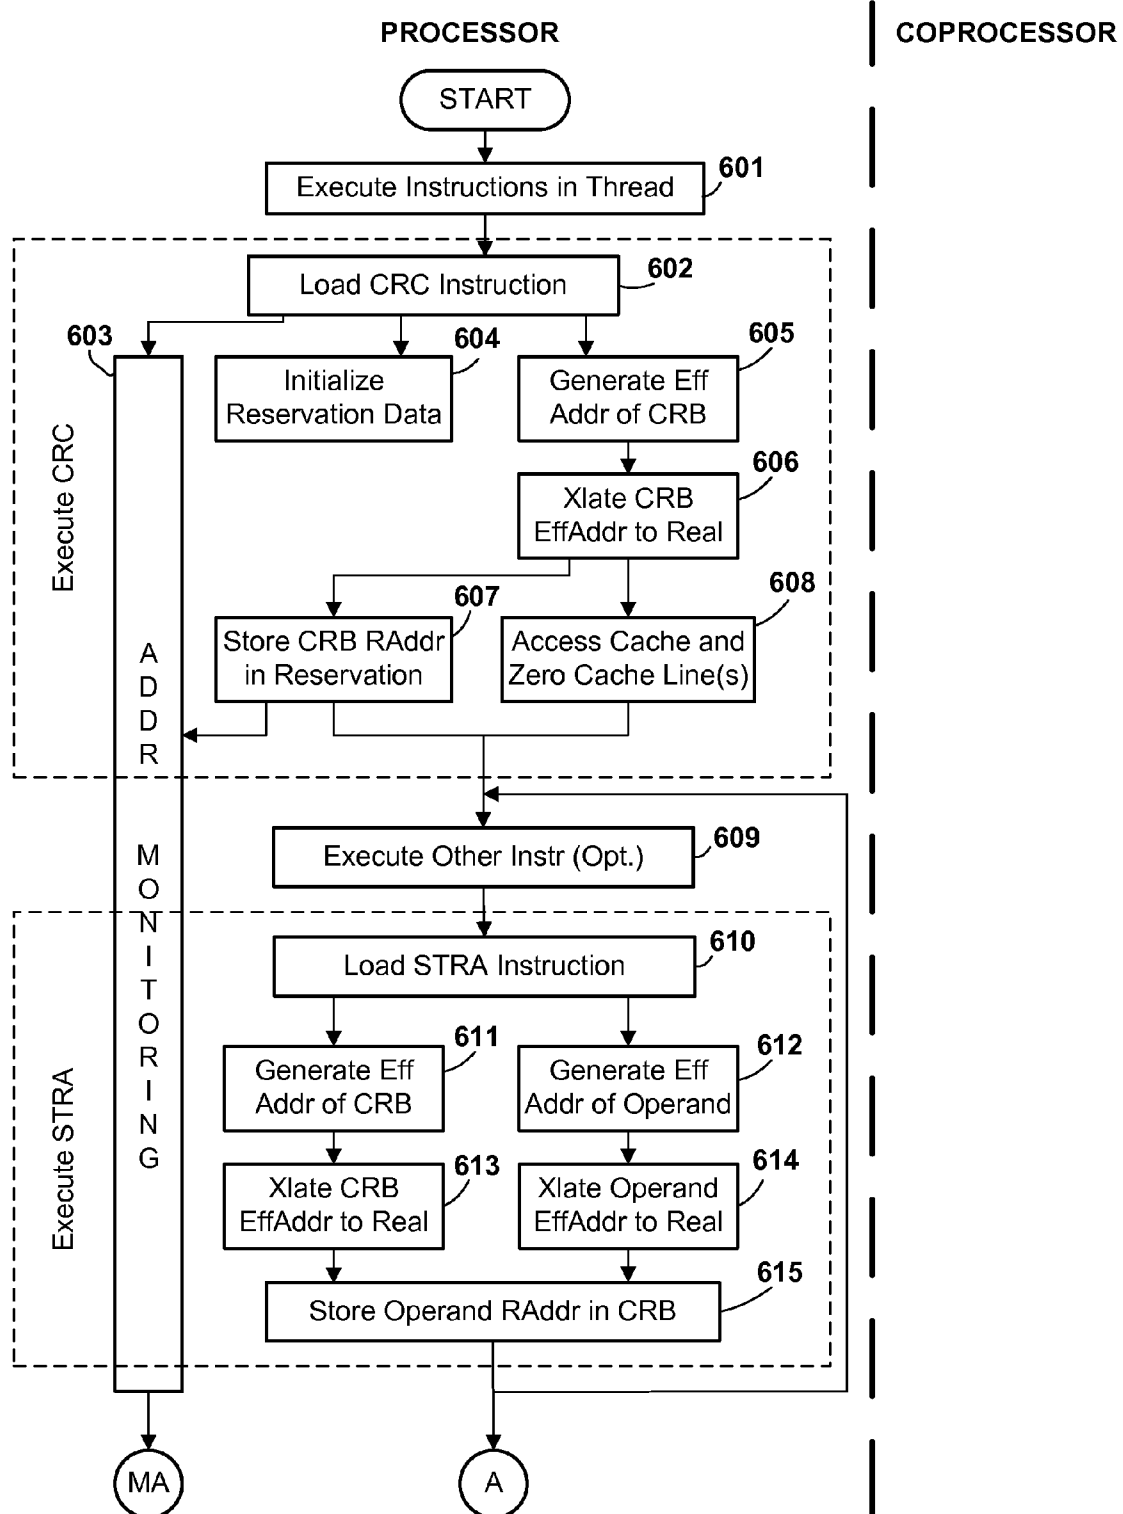 PROCESSOR
COPROCESSOR
START
601
Execute Instructions in Thread
602
Load CRC Instruction
603
604
605
Initialize
Reservation Data
Generate Eff
Addr of CRB
606
Xlate CRB
EffAddr to Real
Execute CRC
607
608
Store CRB RAddr
in Reservation
Access Cache and
Zero Cache Line(s)
ADDR MONITORING
609
Execute Other Instr (Opt.)
610
Load STRA Instruction
611
612
Generate Eff
Addr of CRB
Generate Eff
Addr of Operand
Execute STRA
613
614
Xlate CRB
EffAddr to Real
Xlate Operand
EffAddr to Real
615
Store Operand RAddr in CRB
MA
A